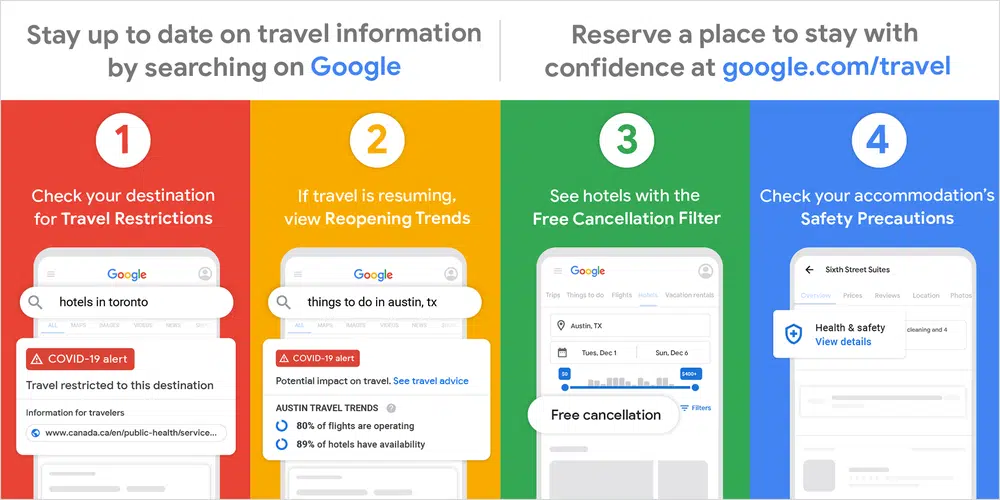 Stay up to date on travel information
by searching on Google
Reserve a place to stay with
confidence at google.com/travel
1
Check your destination
for Travel Restrictions
Google
hotels in toronto
ALL MAPS IMAGES VIDEOS NEWS
COVID-19 alert
Travel restricted to this destination
Information for travelers
www.canada.ca/en/public-health/service...
2
If travel is resuming,
view Reopening Trends
Google
things to do in austin, tx
ALL MAPS IMAGES VIDEOS NEWS
COVID-19 alert
Potential impact on travel. See travel advice
AUSTIN TRAVEL TRENDS ?
80% of flights are operating
89% of hotels have availability
3
See hotels with the
Free Cancellation Filter
Google
Trips Things to do Flights Hotels Vacation rentals
Austin, TX
Tues, Dec 1 Sun, Dec 6
$0 $400+
Free cancellation
Filters
4
Check your accommodation's
Safety Precautions
Sixth Street Suites
Overview Prices Reviews Location Photos
Health & safety
View details
cleaning and 4